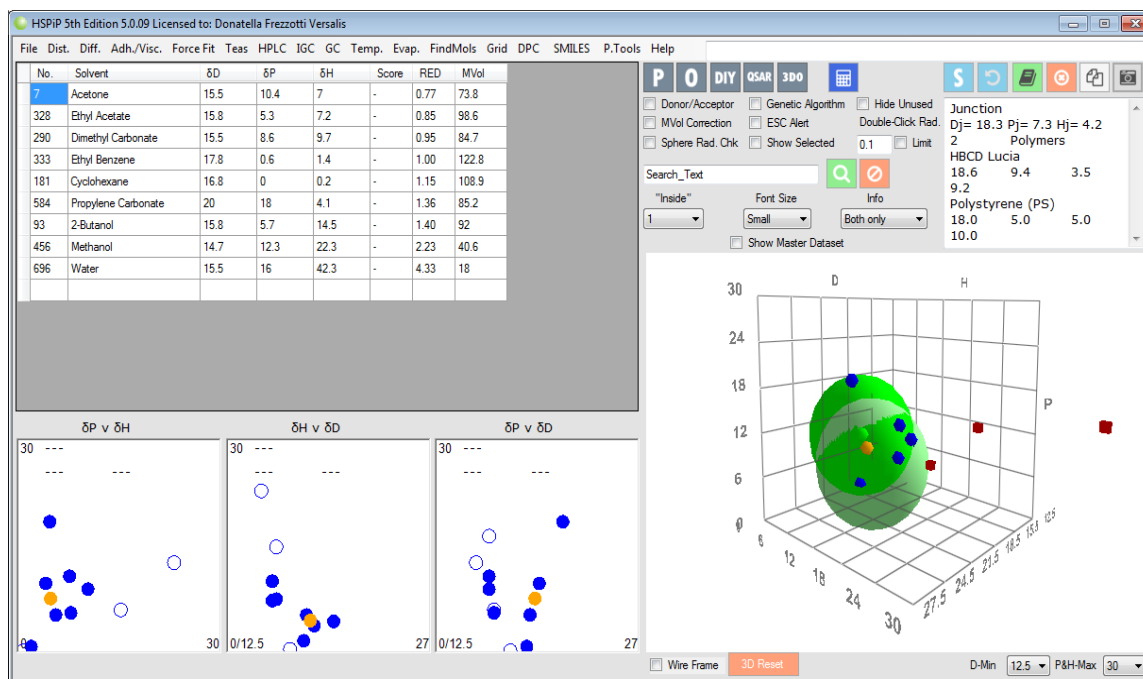 HSPiP 5th Edition 5.0.09 Licensed to: Donatella Frezzotti Versalis
File Dist. Diff. Adh./Visc. Force Fit Teas HPLC IGC GC Temp. Evap. FindMols Grid DPC SMILES P.Tools Help
No. Solvent δD δP δH Score RED MVol
7 Acetone 15.5 10.4 7 - 0.77 73.8
328 Ethyl Acetate 15.8 5.3 7.2 - 0.85 98.6
290 Dimethyl Carbonate 15.5 8.6 9.7 - 0.95 84.7
333 Ethyl Benzene 17.8 0.6 1.4 - 1.00 122.8
181 Cyclohexane 16.8 0 0.2 - 1.15 108.9
584 Propylene Carbonate 20 18 4.1 - 1.36 85.2
93 2-Butanol 15.8 5.7 14.5 - 1.40 92
456 Methanol 14.7 12.3 22.3 - 2.23 40.6
696 Water 15.5 16 42.3 - 4.33 18
P O DIY QSAR 3DO
S
Donor/Acceptor Genetic Algorithm Hide Unused
MVol Correction ESC Alert Double-Click Rad.
Sphere Rad. Chk Show Selected 0.1 Limit
Search_Text
"Inside" Font Size Info
1 Small Both only
Show Master Dataset
Junction
Dj= 18.3 Pj= 7.3 Hj= 4.2
2 Polymers
HBCD Lucia
18.6 9.4 3.5
9.2
Polystyrene (PS)
18.0 5.0 5.0
10.0
δP v δH δH v δD δP v δD
30 --- 30 --- 30 ---
--- --- --- --- --- ---
0 30 0/12.5 27 0/12.5 27
D H
30
24
18
P
12
6
0
6
12
18
24
30
27.5 24.5 21.5 18.5 15.5 12.5
Wire Frame 3D Reset D-Min 12.5 P&H-Max 30